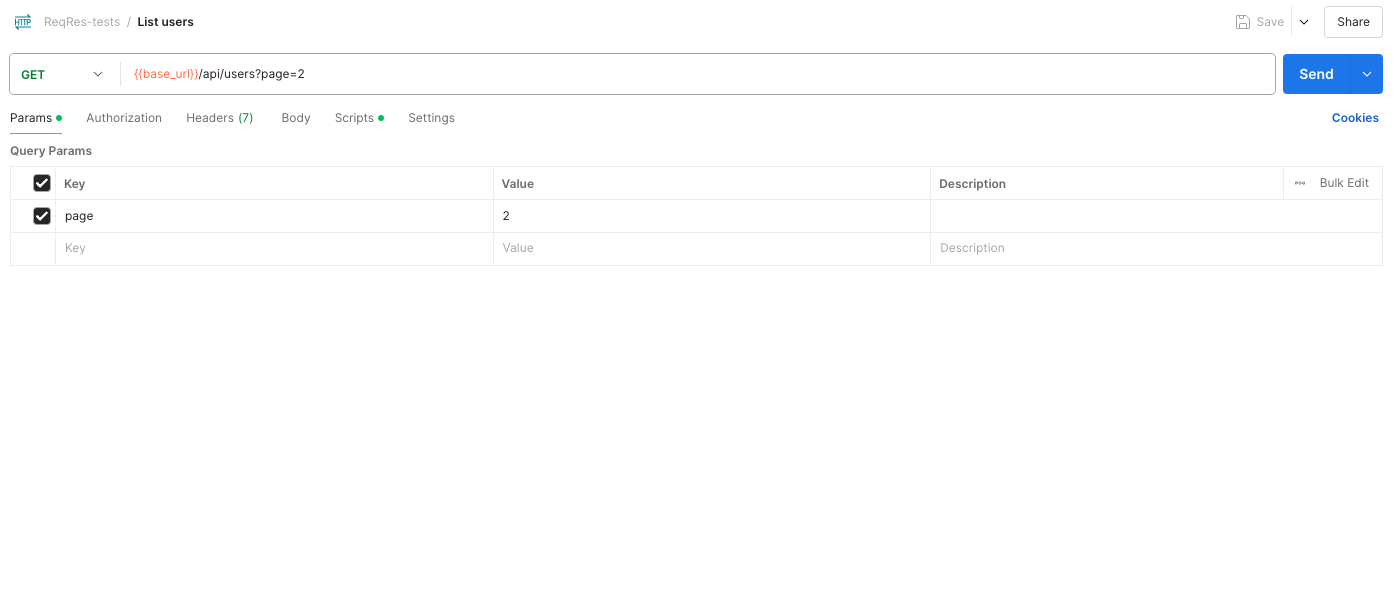 HTTP ReqRes-tests / List users Save Share
GET {{base_url}}/api/users?page=2 Send
Params Authorization Headers (7) Body Scripts Settings Cookies
Query Params
Key Value Description Bulk Edit
page 2
Key Value Description